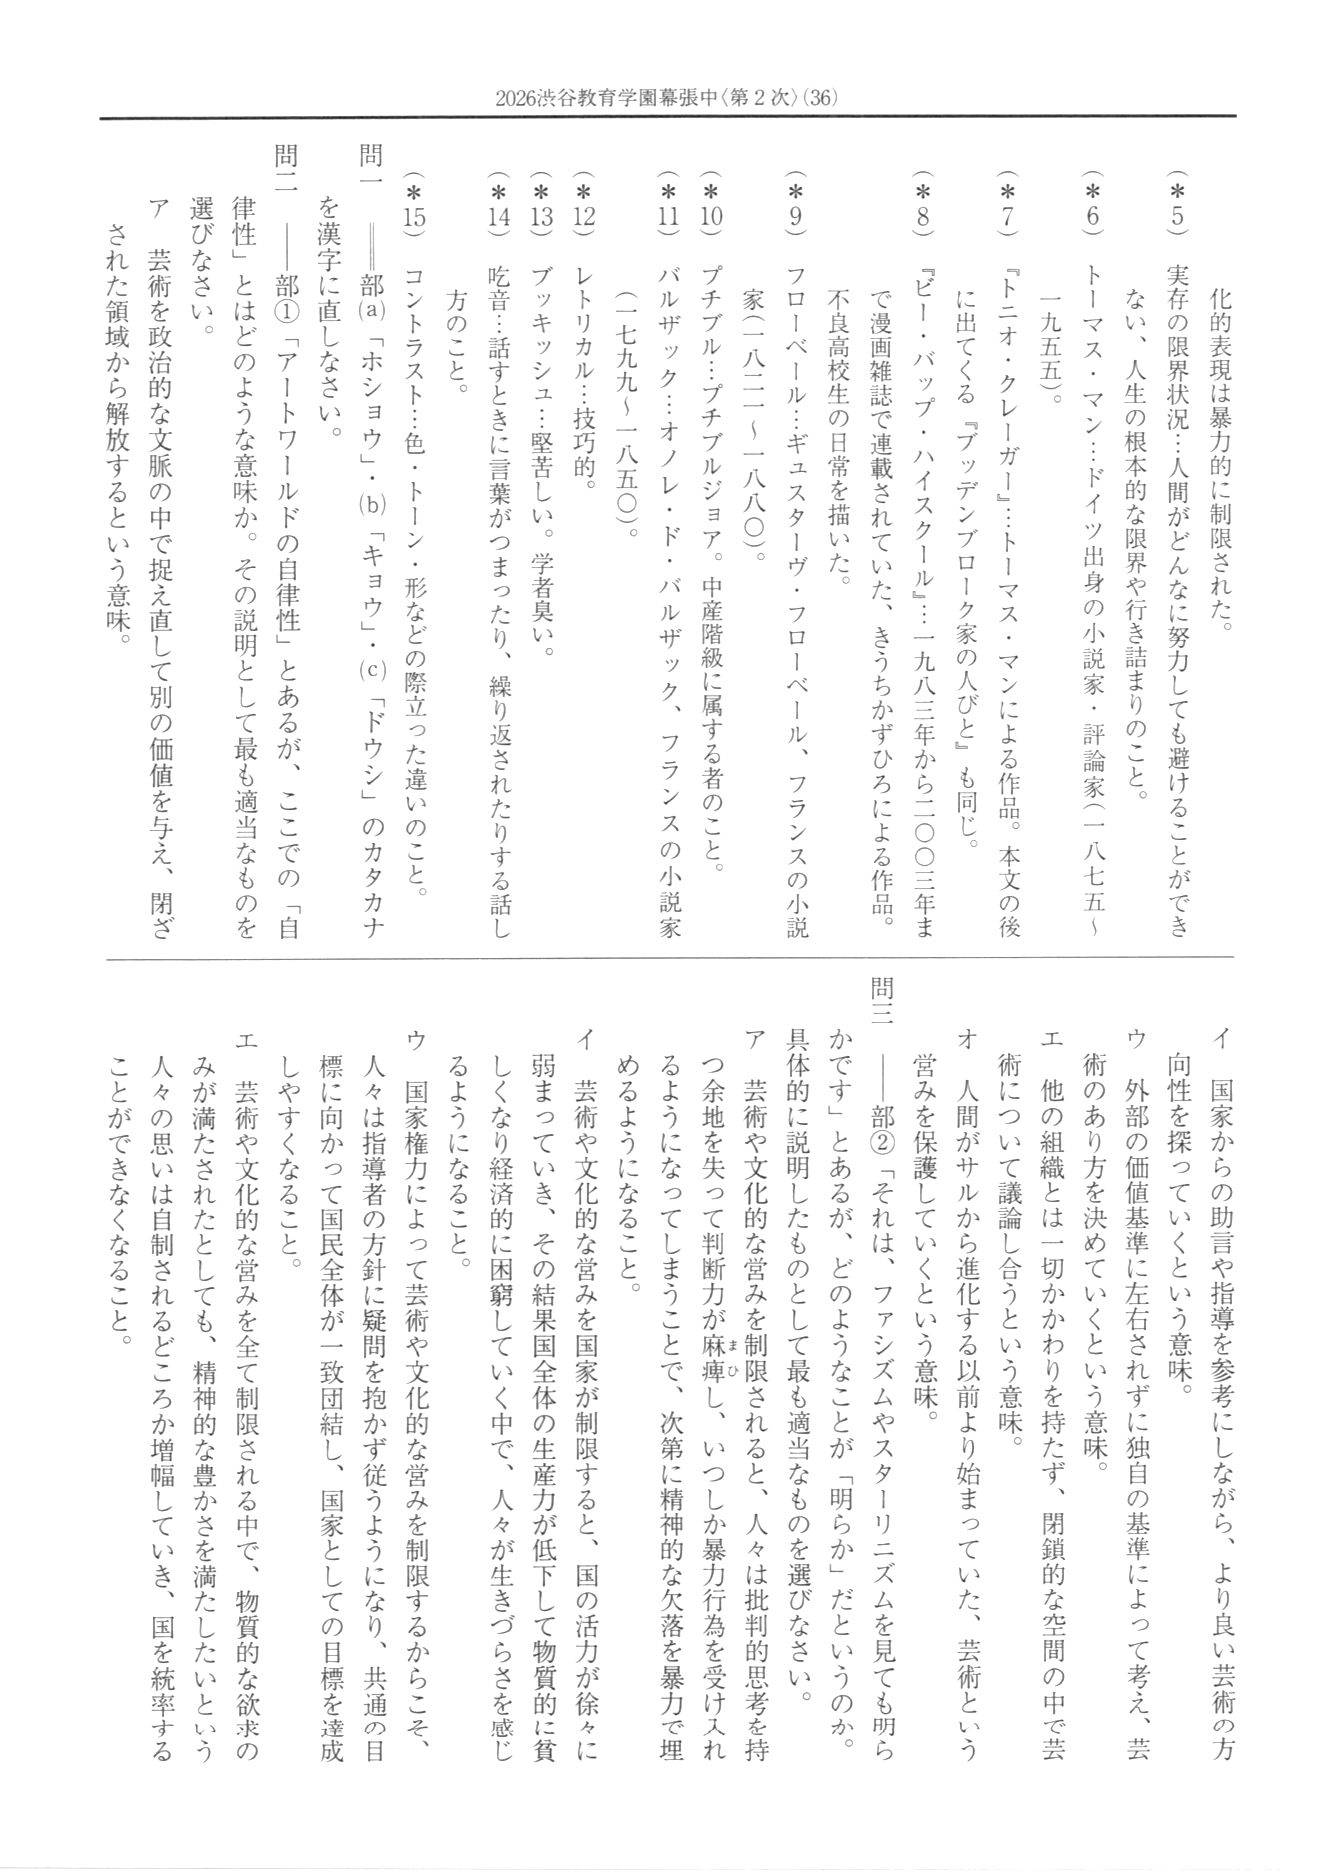 2026渋谷教育学園幕張中〈第2次〉(36)
化的表現は暴力的に制限された。
(*5) 実存の限界状況…人間がどんなに努力しても避けることができ
ない、人生の根本的な限界や行き詰まりのこと。
(*6) トーマス・マン…ドイツ出身の小説家・評論家(一八七五～
一九五五)。
(*7) 『トニオ・クレーガー』…トーマス・マンによる作品。本文の後
に出てくる『ブッデンブローク家の人びと』も同じ。
(*8) 『ビー・バップ・ハイスクール』…一九八三年から二〇〇三年ま
で漫画雑誌で連載されていた、きうちかずひろによる作品。
不良高校生の日常を描いた。
(*9) フローベール…ギュスターヴ・フローベール、フランスの小説
家(一八二一～一八八〇)。
(*10) プチブル…プチブルジョア。中産階級に属する者のこと。
(*11) バルザック…オノレ・ド・バルザック、フランスの小説家
(一七九九～一八五〇)。
(*12) レトリカル…技巧的。
(*13) ブッキッシュ…堅苦しい。学者臭い。
(*14) 吃音…話すときに言葉がつまったり、繰り返されたりする話し
方のこと。
(*15) コントラスト…色・トーン・形などの際立った違いのこと。
問一 ══部(a)「ホショウ」・(b)「キョウ」・(c)「ドウシ」のカタカナ
を漢字に直しなさい。
問二 ――部①「アートワールドの自律性」とあるが、ここでの「自
律性」とはどのような意味か。その説明として最も適当なものを
選びなさい。
ア 芸術を政治的な文脈の中で捉え直して別の価値を与え、閉ざ
された領域から解放するという意味。
イ 国家からの助言や指導を参考にしながら、より良い芸術の方
向性を探っていくという意味。
ウ 外部の価値基準に左右されずに独自の基準によって考え、芸
術のあり方を決めていくという意味。
エ 他の組織とは一切かかわりを持たず、閉鎖的な空間の中で芸
術について議論し合うという意味。
オ 人間がサルから進化する以前より始まっていた、芸術という
営みを保護していくという意味。
問三 ――部②「それは、ファシズムやスターリニズムを見ても明ら
かです」とあるが、どのようなことが「明らか」だというのか。
具体的に説明したものとして最も適当なものを選びなさい。
ア 芸術や文化的な営みを制限されると、人々は批判的思考を持
つ余地を失って判断力が麻痺し、いつしか暴力行為を受け入れ
るようになってしまうことで、次第に精神的な欠落を暴力で埋
めるようになること。
イ 芸術や文化的な営みを国家が制限すると、国の活力が徐々に
弱まっていき、その結果国全体の生産力が低下して物質的に貧
しくなり経済的に困窮していく中で、人々が生きづらさを感じ
るようになること。
ウ 国家権力によって芸術や文化的な営みを制限するからこそ、
人々は指導者の方針に疑問を抱かず従うようになり、共通の目
標に向かって国民全体が一致団結し、国家としての目標を達成
しやすくなること。
エ 芸術や文化的な営みを全て制限される中で、物質的な欲求の
みが満たされたとしても、精神的な豊かさを満たしたいという
人々の思いは自制されるどころか増幅していき、国を統率する
ことができなくなること。